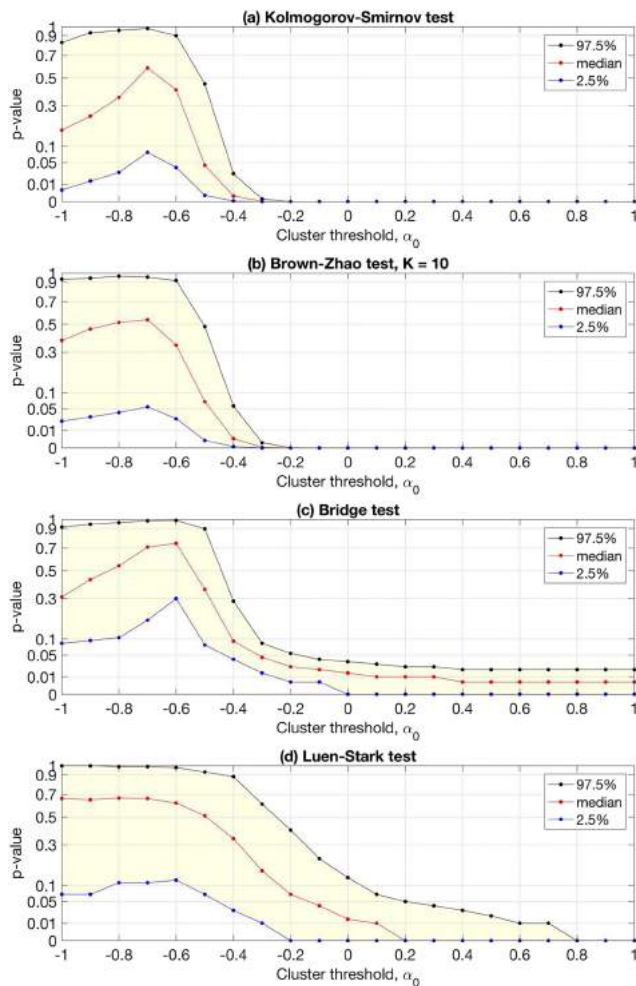 (a) Kolmogorov-Smirnov test
1
0.9
0.7
0.5
0.3
0.1
0.05
0.01
0
p-value
97.5%
median
2.5%
-1 -0.8 -0.6 -0.4 -0.2 0 0.2 0.4 0.6 0.8 1
Cluster threshold, α0
(b) Brown-Zhao test, K = 10
1
0.9
0.7
0.5
0.3
0.1
0.05
0.01
0
p-value
97.5%
median
2.5%
-1 -0.8 -0.6 -0.4 -0.2 0 0.2 0.4 0.6 0.8 1
Cluster threshold, α0
(c) Bridge test
1
0.9
0.7
0.5
0.3
0.1
0.05
0.01
0
p-value
97.5%
median
2.5%
-1 -0.8 -0.6 -0.4 -0.2 0 0.2 0.4 0.6 0.8 1
Cluster threshold, α0
(d) Luen-Stark test
1
0.9
0.7
0.5
0.3
0.1
0.05
0.01
0
p-value
97.5%
median
2.5%
-1 -0.8 -0.6 -0.4 -0.2 0 0.2 0.4 0.6 0.8 1
Cluster threshold, α0